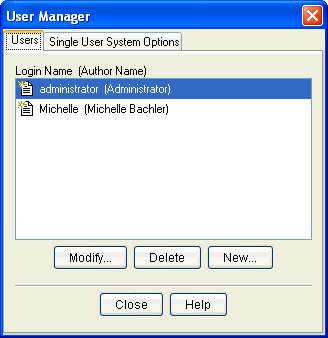 User Manager
Users Single User System Options
Login Name (Author Name)
administrator (Administrator)
Michelle (Michelle Bachler)
Modify... Delete New...
Close Help